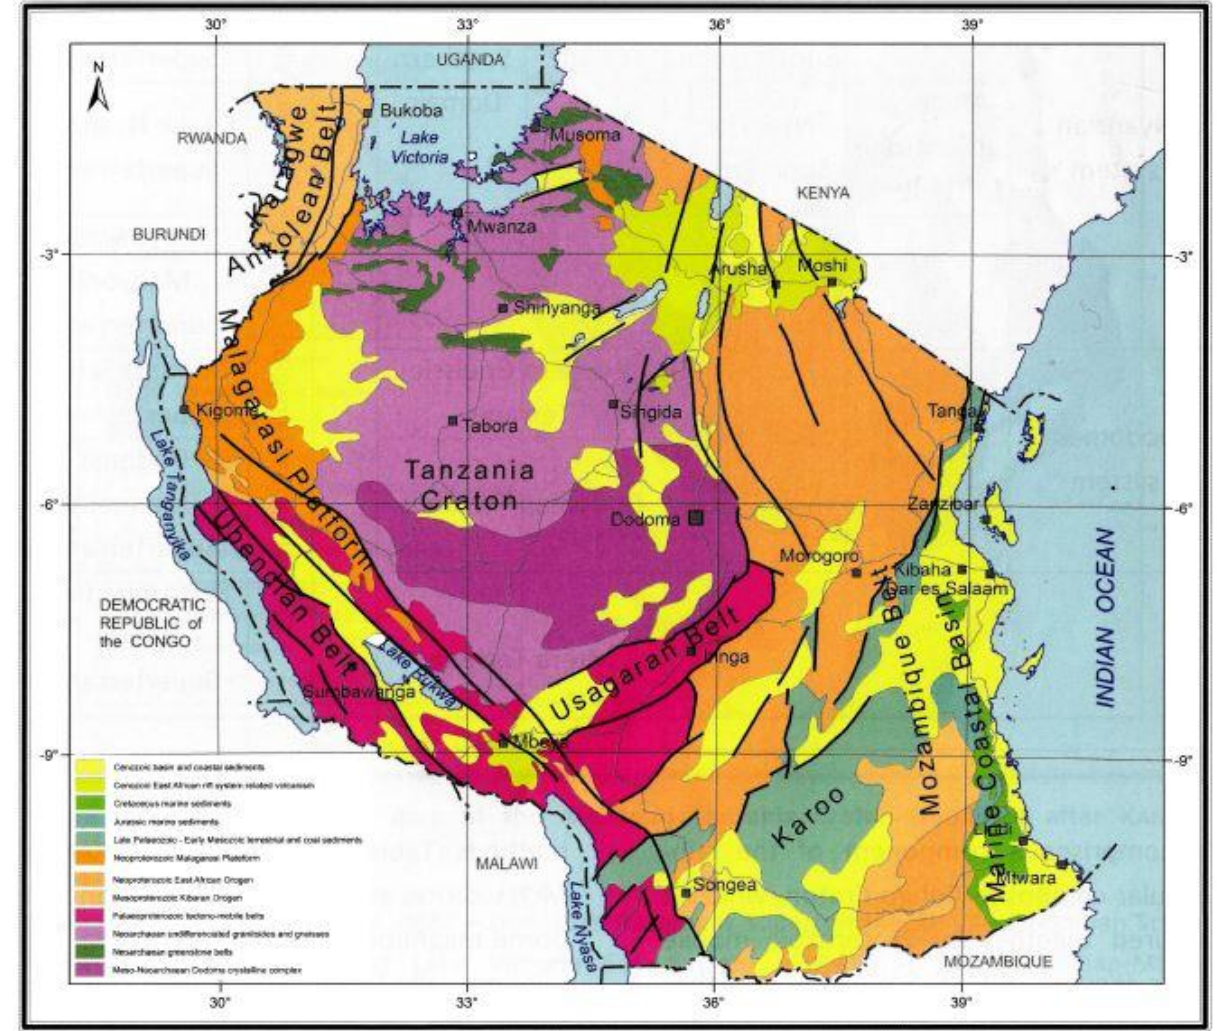 30° 33° 36° 39°
N
UGANDA
RWANDA
BURUNDI
KENYA
Karagwe
Ankolean Belt
Bukoba
Lake
Victoria
Musoma
Mwanza
-3° -3°
Arusha Moshi
Shinyanga
Malagarasi Platform
Kigoma
Singida
Tabora
Tanga
Lake Tanganyika
Tanzania
Craton
-6° -6°
Dodoma
Zanzibar
Ubendian Belt
Morogoro
Kibaha
Dar es Salaam
INDIAN OCEAN
DEMOCRATIC
REPUBLIC of
the CONGO
Usagaran Belt
Iringa
Lake Rukwa
Sumbawanga
Mbeya
Mozambique Belt
Marine Coastal Basin
-9° -9°
Cenozoic basin and coastal sediments
Cenozoic East African rift system related volcanism
Cretaceous marine sediments
Jurassic marine sediments
Late Palaeozoic - Early Mesozoic terrestrial and coal sediments
Neoproterozoic Malagarasi Plateform
Neoproterozoic East African Orogen
Mesoproterozoic Kibaran Orogen
Palaeoproterozoic tectono-mobile belts
Neoarchaean undifferenciated granitoids and gneisses
Neoarchaean greenstone belts
Meso-Neoarchaean Dodoma crystalline complex
Karoo
MALAWI
Lake Nyasa
Songea
Mtwara
MOZAMBIQUE
30° 33° 36° 39°